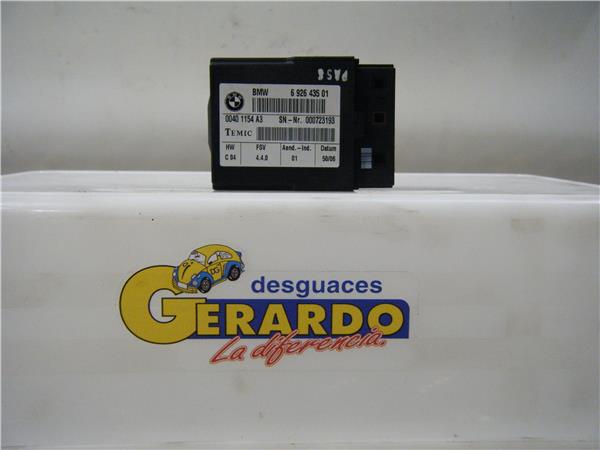 PAS6
BMW 6 926 435 01
0040 1154 A3 SN-Nr. 000723193
TEMIC
HW FSV Aend.-Ind. Datum
C 04 4.4.0 01 50/06
DG
desguaces
GERARDO
La diferencia.